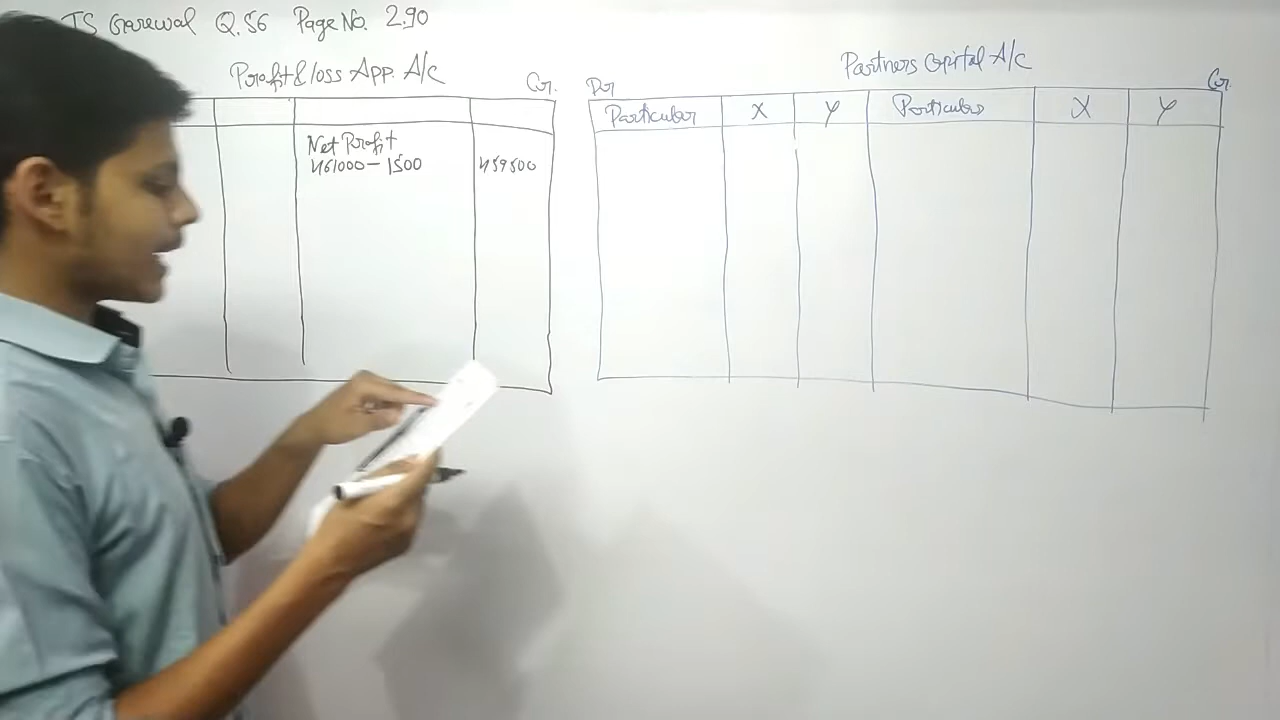 TS Grewal Q.56 Page No. 2.90
Profit & loss App. A/c
Cr.
Net Profit
461000 - 1500 459500
Partners Capital A/c
Dr Cr.
Particular X Y Particulars X Y